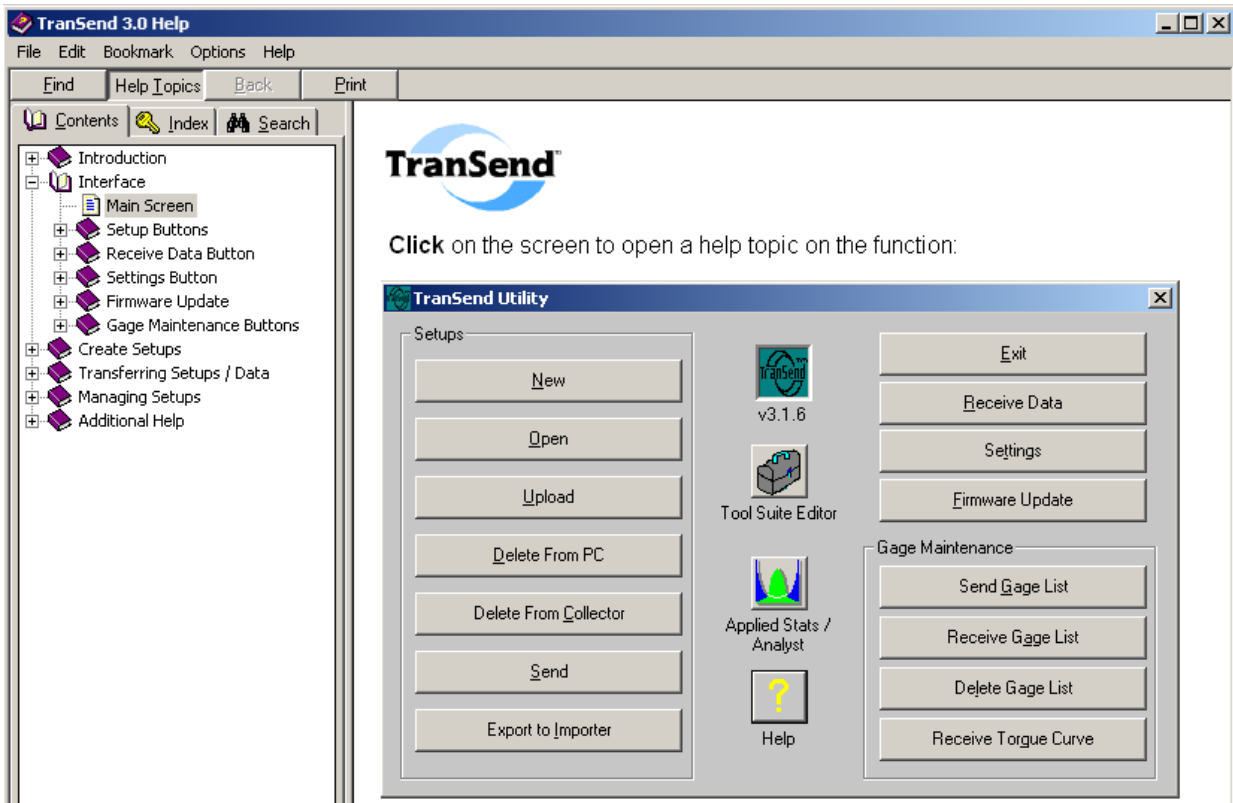 TranSend 3.0 Help
File Edit Bookmark Options Help
Find Help Topics Back Print
Contents Index Search
Introduction
Interface
Main Screen
Setup Buttons
Receive Data Button
Settings Button
Firmware Update
Gage Maintenance Buttons
Create Setups
Transferring Setups / Data
Managing Setups
Additional Help
TranSend™
Click on the screen to open a help topic on the function:
TranSend Utility
Setups
New
Open
Upload
Delete From PC
Delete From Collector
Send
Export to Importer
TranSend™
v3.1.6
Tool Suite Editor
Applied Stats /
Analyst
?
Help
Exit
Receive Data
Settings
Firmware Update
Gage Maintenance
Send Gage List
Receive Gage List
Delete Gage List
Receive Torgue Curve